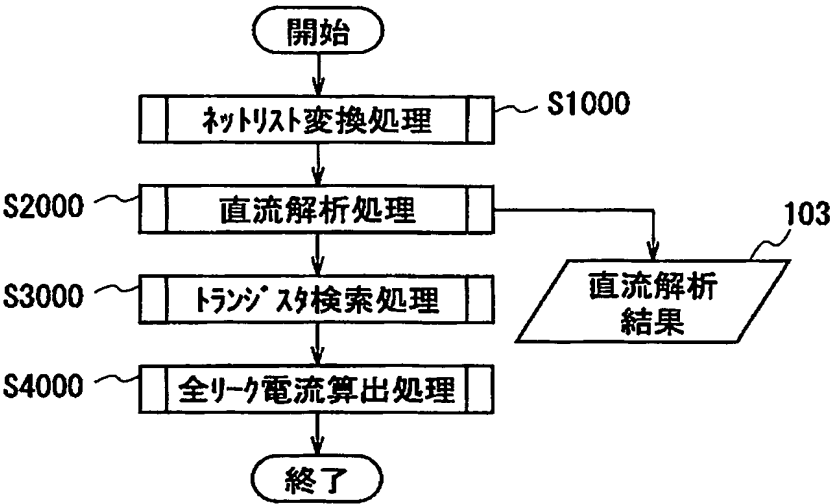 開始
ネットリスト変換処理
S1000
S2000
直流解析処理
103
直流解析
結果
S3000
トランジスタ検索処理
S4000
全リーク電流算出処理
終了